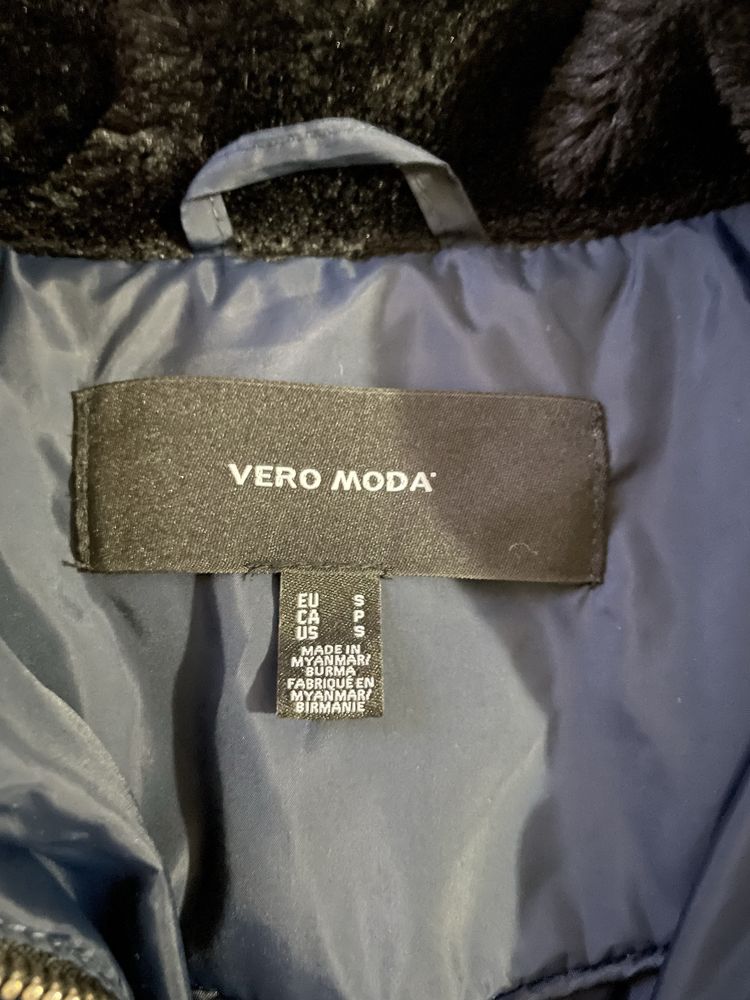 VERO MODA
EU S
CA P
US S
MADE IN
MYANMAR/
BURMA
FABRIQUÉ EN
MYANMAR/
BIRMANIE